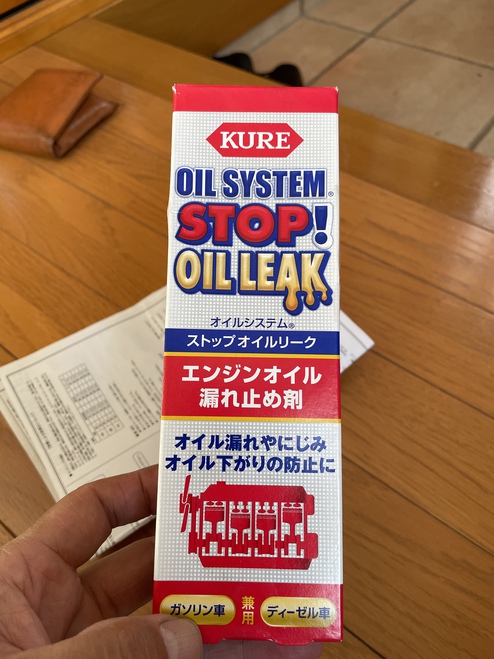 KURE
OIL SYSTEM®
STOP!
OIL LEAK
オイルシステム®
ストップオイルリーク
エンジンオイル
漏れ止め剤
オイル漏れやにじみ
オイル下がりの防止に
ガソリン車 兼用 ディーゼル車